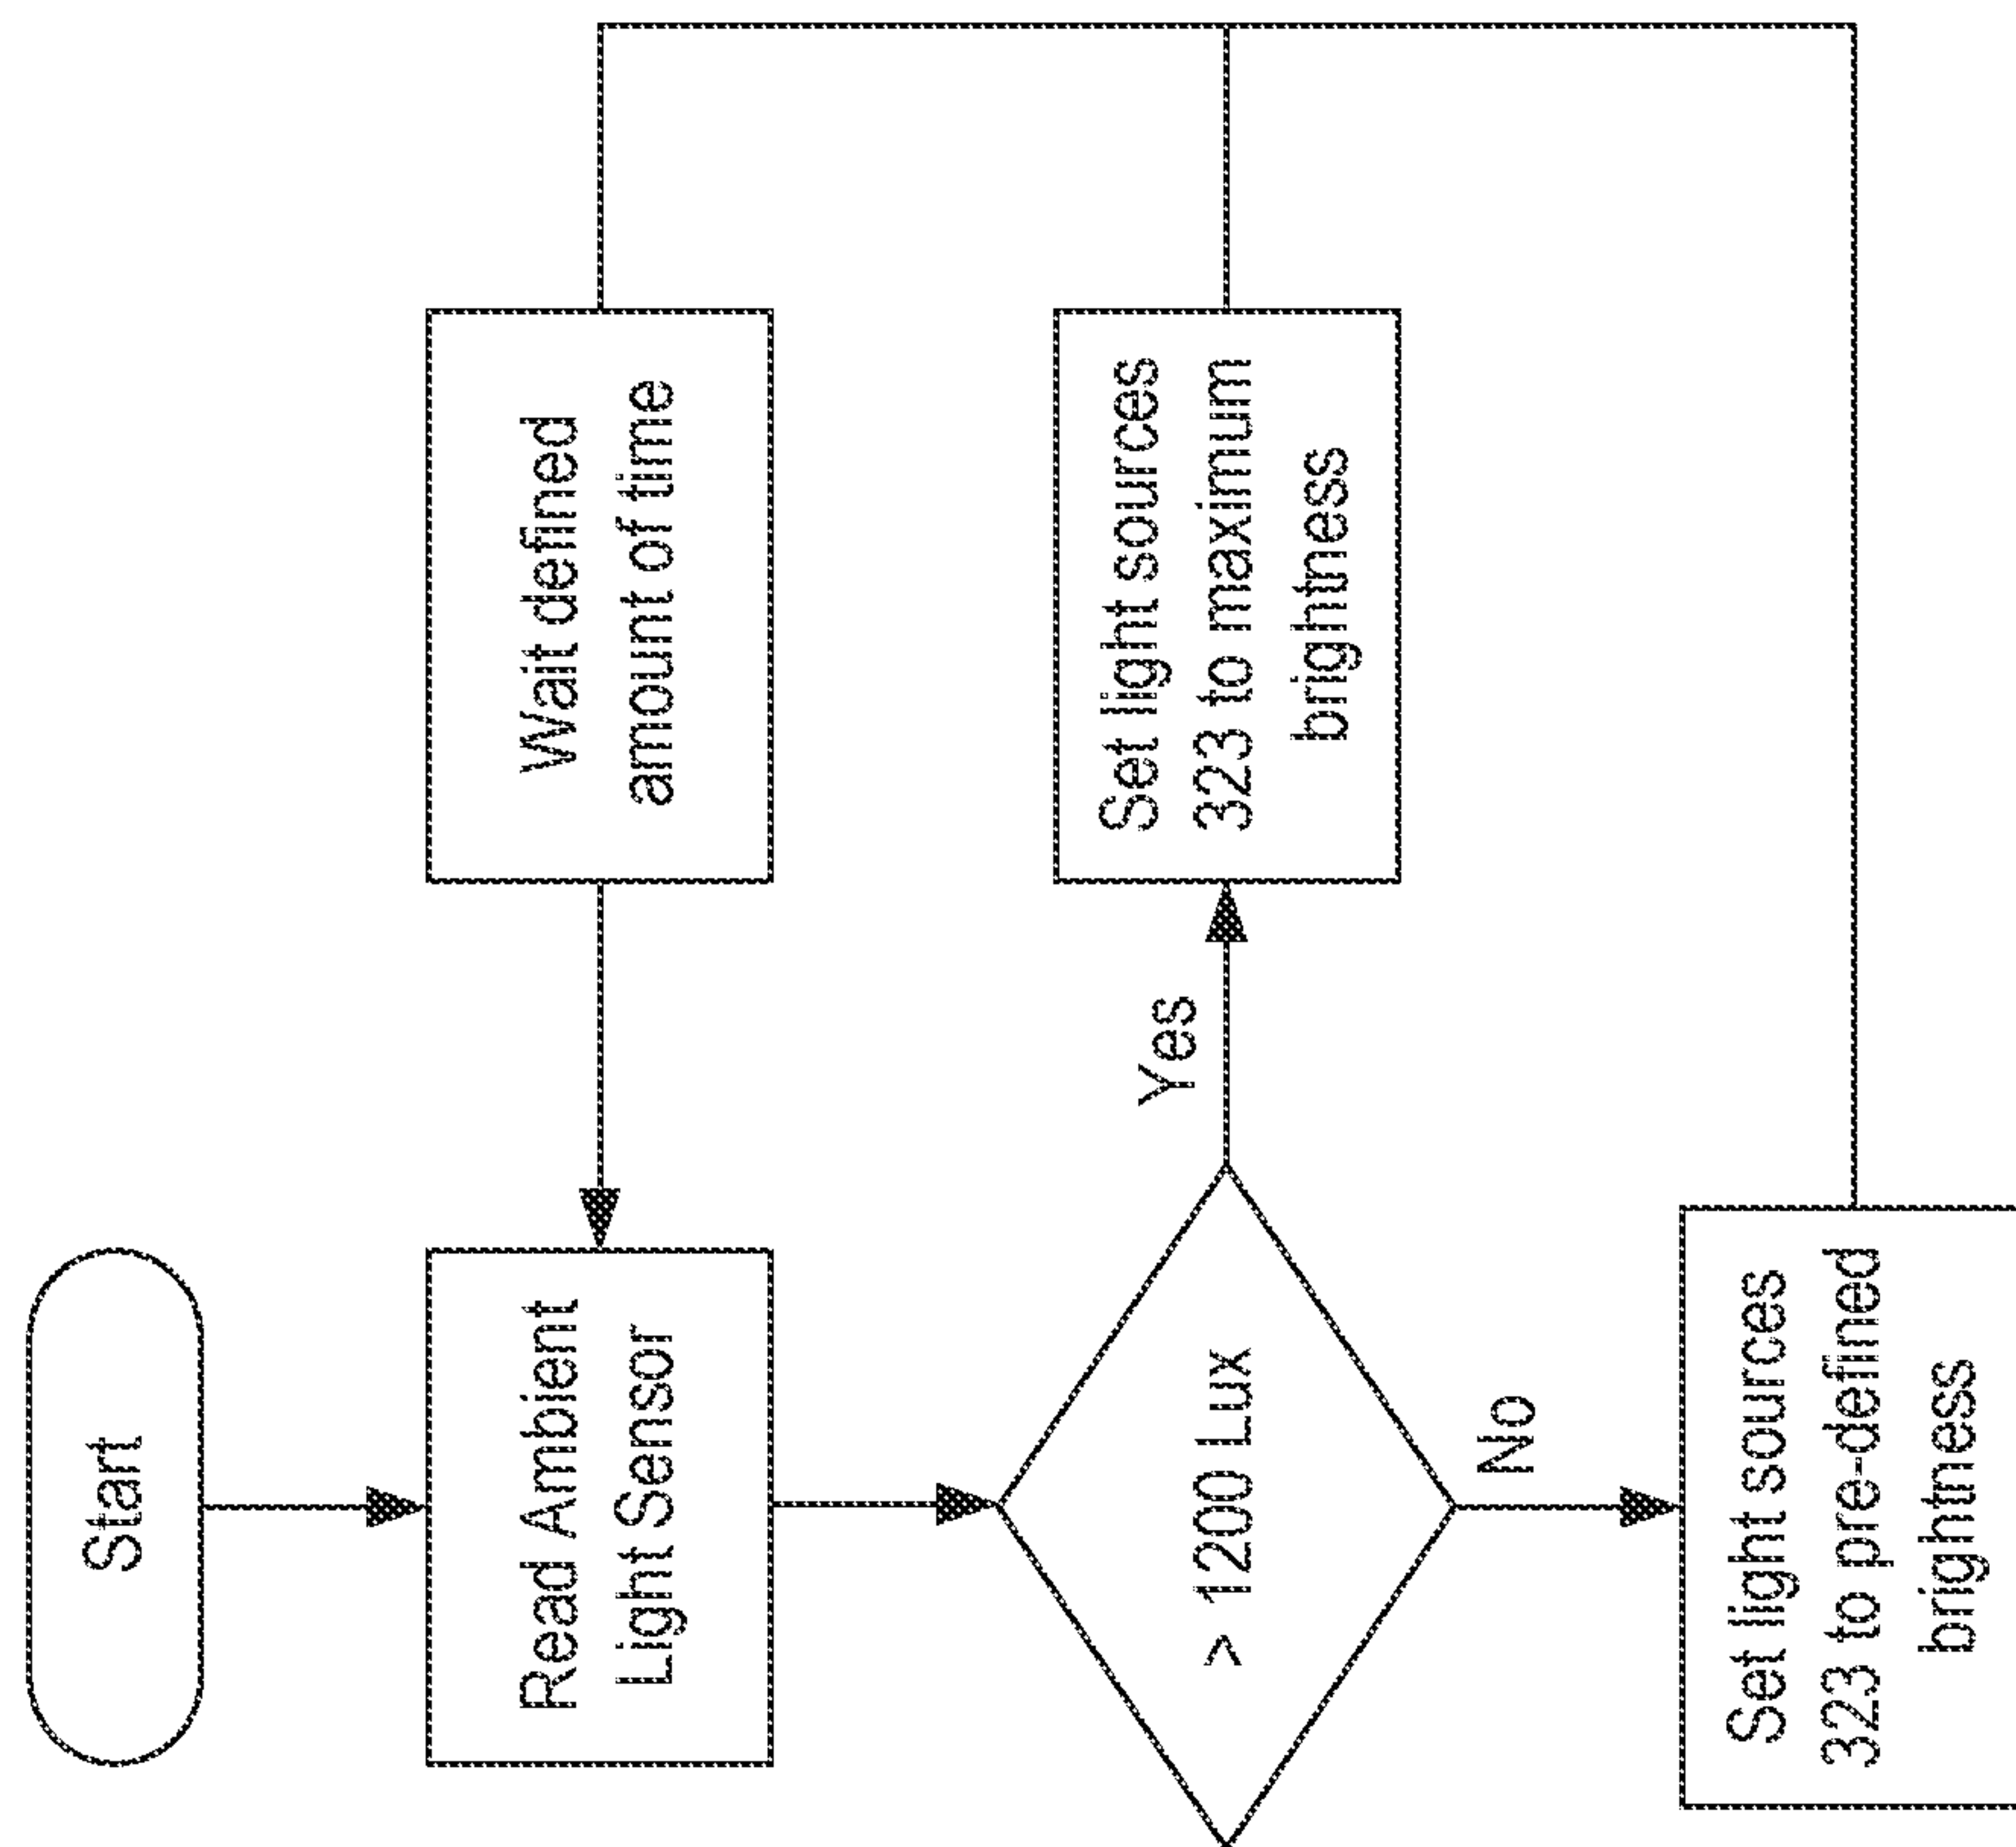 Start
Read Ambient
Light Sensor
> 1200 Lux
Yes
No
Wait defined
amount of time
Set light sources
323 to maximum
brightness
Set light sources
323 to pre-defined
brightness